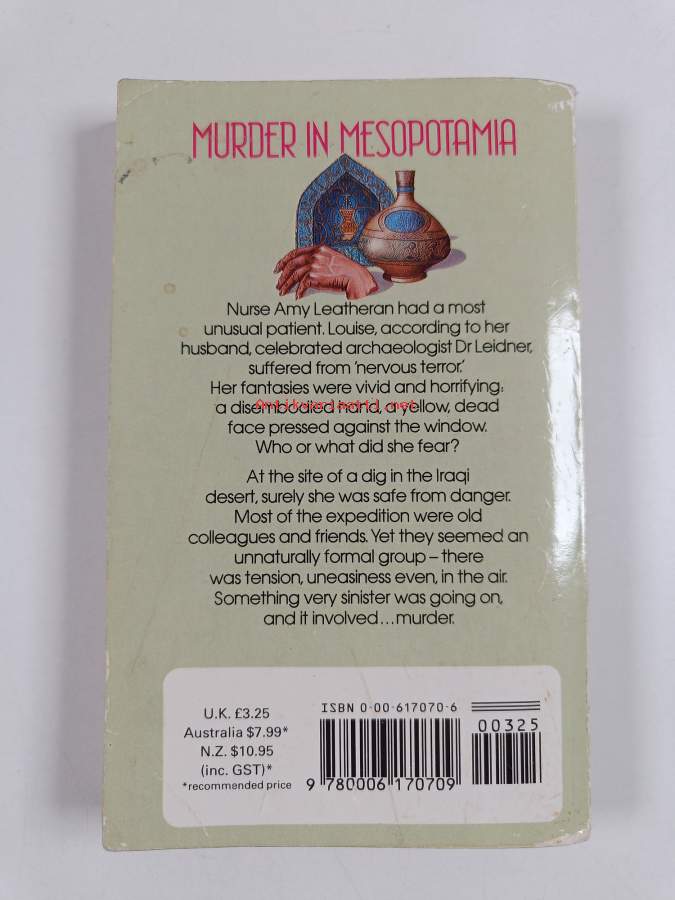 MURDER IN MESOPOTAMIA
Nurse Amy Leatheran had a most
unusual patient. Louise, according to her
husband, celebrated archaeologist Dr Leidner,
suffered from ‘nervous terror.’
Her fantasies were vivid and horrifying:
a disembodied hand, a yellow, dead
Antikvariaatti.net
face pressed against the window.
Who or what did she fear?
At the site of a dig in the Iraqi
desert, surely she was safe from danger.
Most of the expedition were old
colleagues and friends. Yet they seemed an
unnaturally formal group – there
was tension, uneasiness even, in the air.
Something very sinister was going on,
and it involved...murder.
U.K. £3.25
Australia $7.99*
N.Z. $10.95
(inc. GST)*
*recommended price
ISBN 0-00-617070-6
00325
9 780006 170709